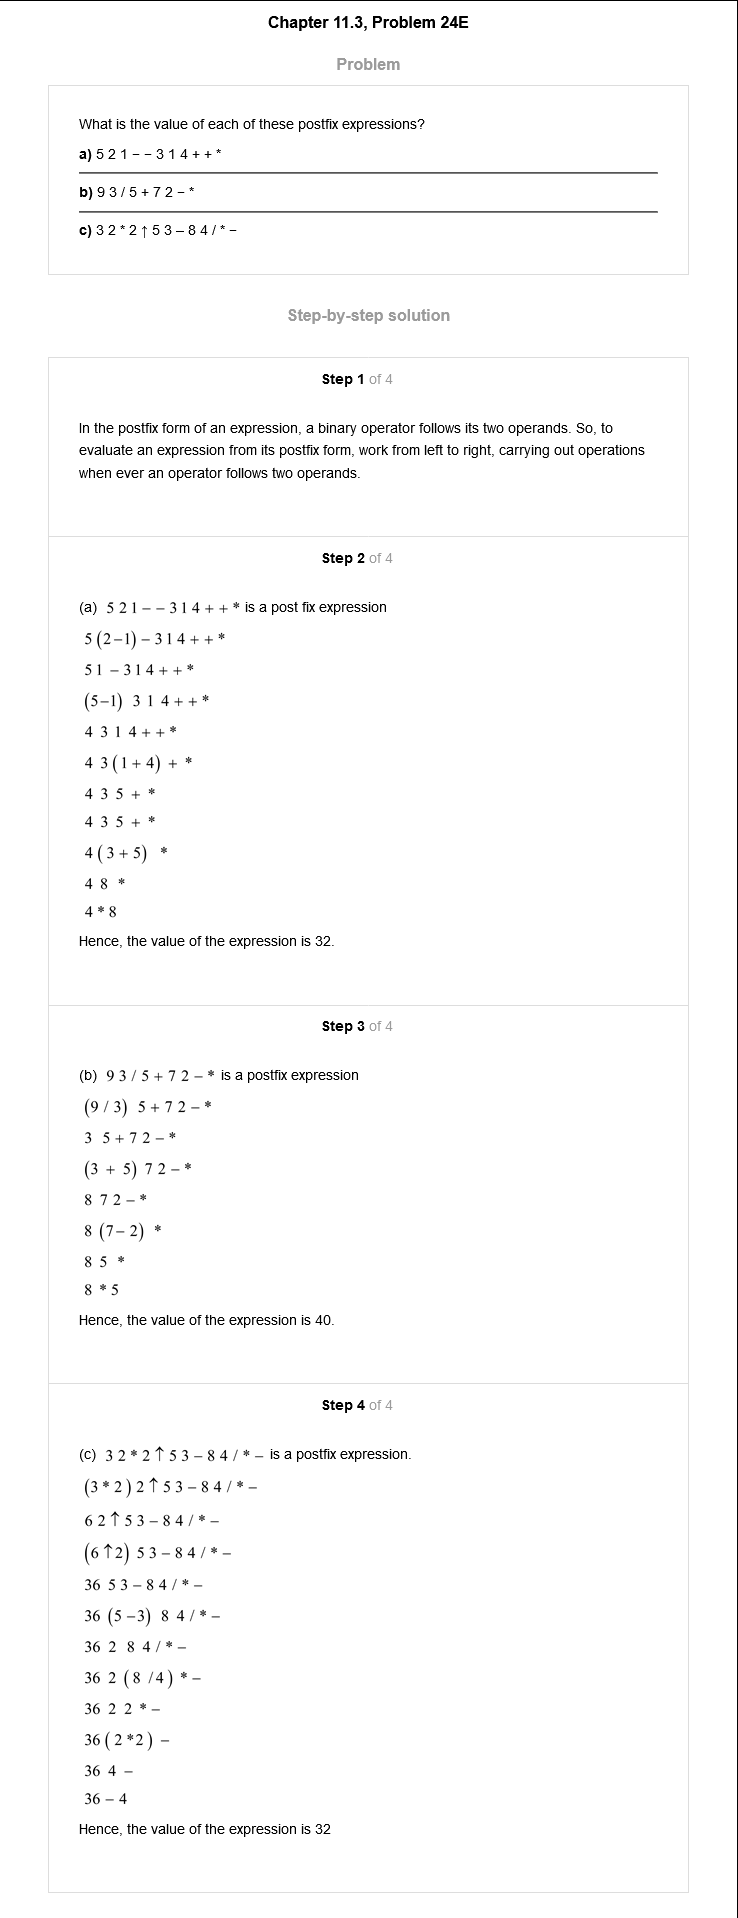 Chapter 11.3, Problem 24E
Problem
What is the value of each of these postfix expressions?
a) 5 2 1 – – 3 1 4 + + *
b) 9 3 / 5 + 7 2 – *
c) 3 2 * 2 ↑ 5 3 – 8 4 / * –
Step-by-step solution
Step 1 of 4
In the postfix form of an expression, a binary operator follows its two operands. So, to
evaluate an expression from its postfix form, work from left to right, carrying out operations
when ever an operator follows two operands.
Step 2 of 4
(a) 5 2 1 – – 3 1 4 + + * is a post fix expression
5 (2–1) – 3 1 4 + + *
5 1 – 3 1 4 + + *
(5–1) 3 1 4 + + *
4 3 1 4 + + *
4 3 (1 + 4) + *
4 3 5 + *
4 3 5 + *
4 (3 + 5) *
4 8 *
4 * 8
Hence, the value of the expression is 32.
Step 3 of 4
(b) 9 3 / 5 + 7 2 – * is a postfix expression
(9 / 3) 5 + 7 2 – *
3 5 + 7 2 – *
(3 + 5) 7 2 – *
8 7 2 – *
8 (7– 2) *
8 5 *
8 * 5
Hence, the value of the expression is 40.
Step 4 of 4
(c) 3 2 * 2 ↑ 5 3 – 8 4 / * – is a postfix expression.
(3 * 2) 2 ↑ 5 3 – 8 4 / * –
6 2 ↑ 5 3 – 8 4 / * –
(6 ↑ 2) 5 3 – 8 4 / * –
36 5 3 – 8 4 / * –
36 (5 –3) 8 4 / * –
36 2 8 4 / * –
36 2 (8 /4) * –
36 2 2 * –
36 (2 *2) –
36 4 –
36 – 4
Hence, the value of the expression is 32